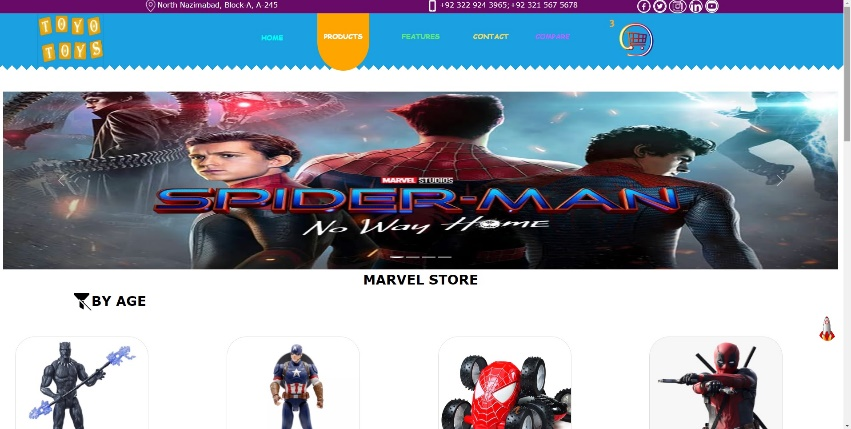 North Nazimabad, Block A, A-245
+92 322 924 3965; +92 321 567 5678
TOYO
TOYS
HOME
PRODUCTS
FEATURES
CONTACT
COMPARE
3
MARVEL STUDIOS
SPIDER-MAN
No Way Home
MARVEL STORE
BY AGE